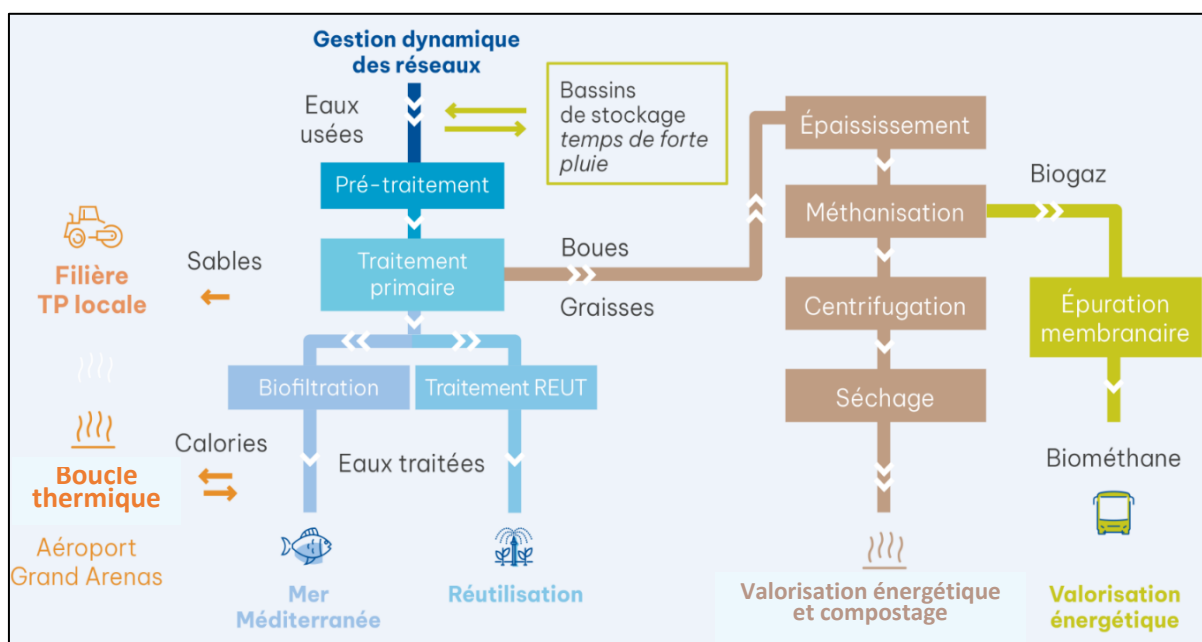 Gestion dynamique
des réseaux
Eaux
usées
Bassins
de stockage
temps de forte
pluie
Pré-traitement
Traitement
primaire
Sables
Filière
TP locale
Boues
Graisses
Épaississement
Méthanisation
Centrifugation
Séchage
Biogaz
Épuration
membranaire
Biofiltration
Traitement REUT
Calories
Boucle
thermique
Aéroport
Grand Arenas
Eaux traitées
Biométhane
Mer
Méditerranée
Réutilisation
Valorisation énergétique
et compostage
Valorisation
énergétique